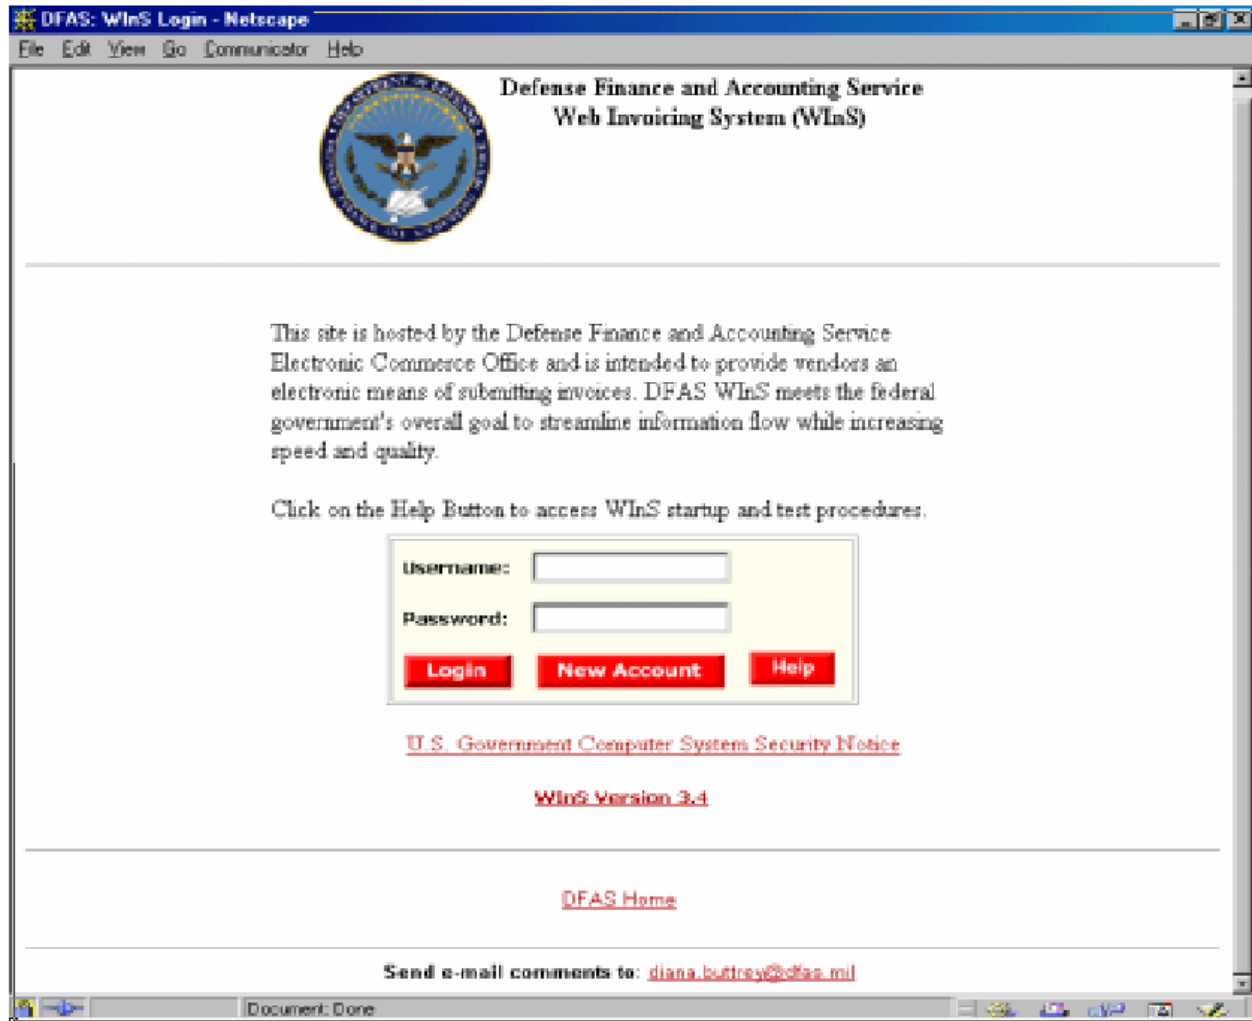 DFAS: WInS Login - Netscape
File Edit View Go Communicator Help
Defense Finance and Accounting Service
Web Invoicing System (WInS)
This site is hosted by the Defense Finance and Accounting Service
Electronic Commerce Office and is intended to provide vendors an
electronic means of submitting invoices. DFAS WInS meets the federal
government's overall goal to streamline information flow while increasing
speed and quality.
Click on the Help Button to access WInS startup and test procedures.
Username:
Password:
Login New Account Help
U.S. Government Computer System Security Notice
WInS Version 3.4
DFAS Home
Send e-mail comments to: diana.buttrey@dfas.mil
Document: Done